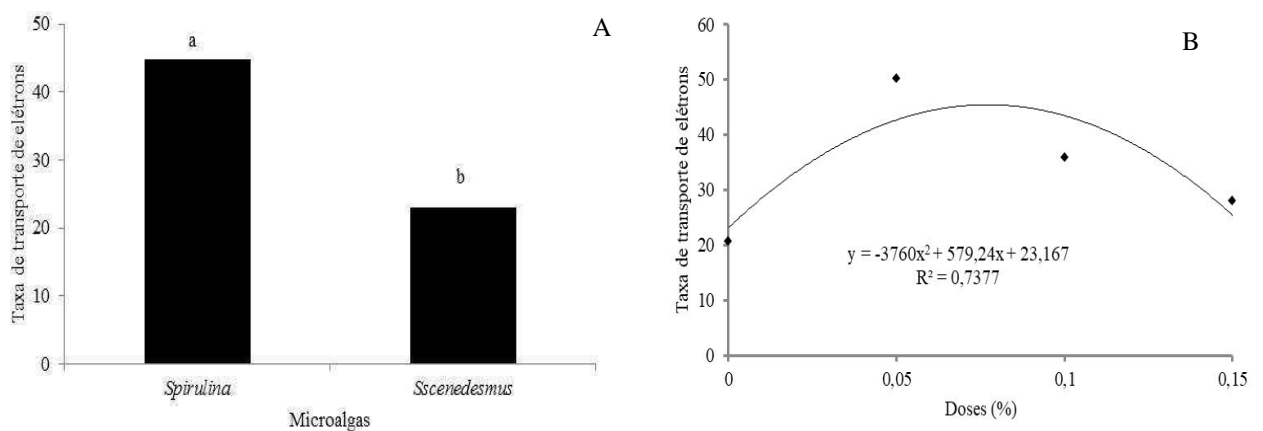 A
50
40
30
20
10
0
Taxa de transporte de elétrons
a
b
Spirulina
Sscenedesmus
Microalgas
B
60
50
40
30
20
10
0
Taxa de transporte de elétrons
y = -3760x² + 579,24x + 23,167
R² = 0,7377
0 0,05 0,1 0,15
Doses (%)